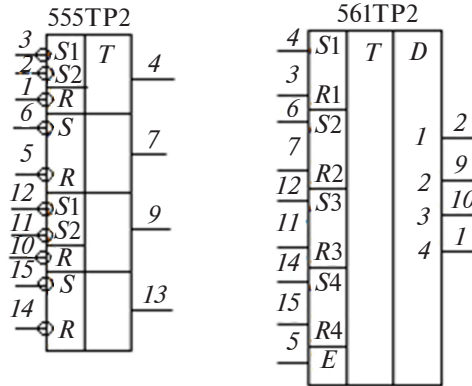 555ТР2
3 S1 T
2 S2 4
1 R
6 S
7
5
R
12 S1
11 S2 9
10 R
15 S
13
14 R
561ТР2
4 S1 T D
3 R1
6 S2
1 2
7 R2
2 9
12 S3
3 10
11 R3
4 1
14 S4
15 R4
5 E